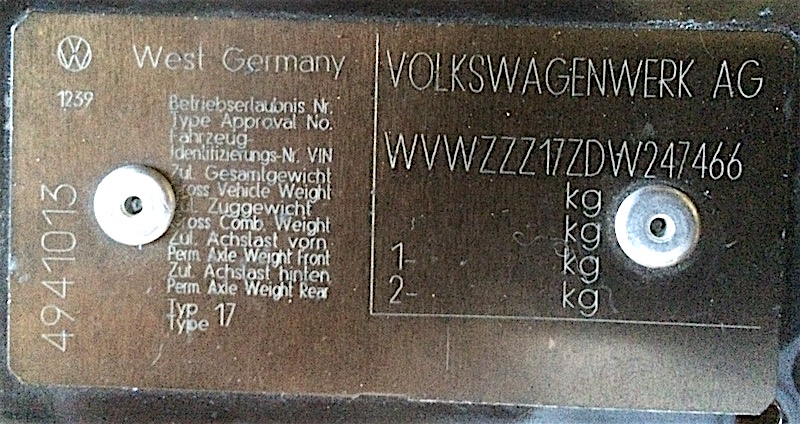 West Germany
1239
Betriebserlaubnis Nr.
Type Approval No.
Fahrzeug
Identifizierungs-Nr. VIN
Zul. Gesamtgewicht
Gross Vehicle Weight
Zul. Zuggewicht
Gross Comb. Weight
Zul. Achslast vorn
Perm. Axle Weight Front
Zul. Achslast hinten
Perm. Axle Weight Rear
Typ
Type 17
4941013
VOLKSWAGENWERK AG
WVWZZZ17ZDW247466
kg
kg
1- kg
2- kg